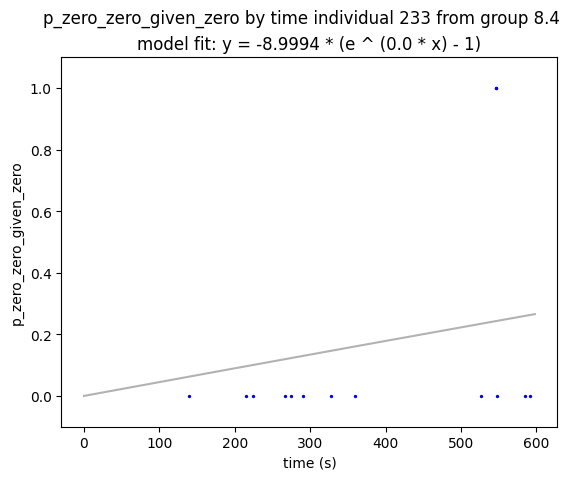 p_zero_zero_given_zero by time individual 233 from group 8.4
model fit: y = -8.9994 * (e ^ (0.0 * x) - 1)
1.0
0.8
0.6
0.4
0.2
0.0
p_zero_zero_given_zero
0 100 200 300 400 500 600
time (s)